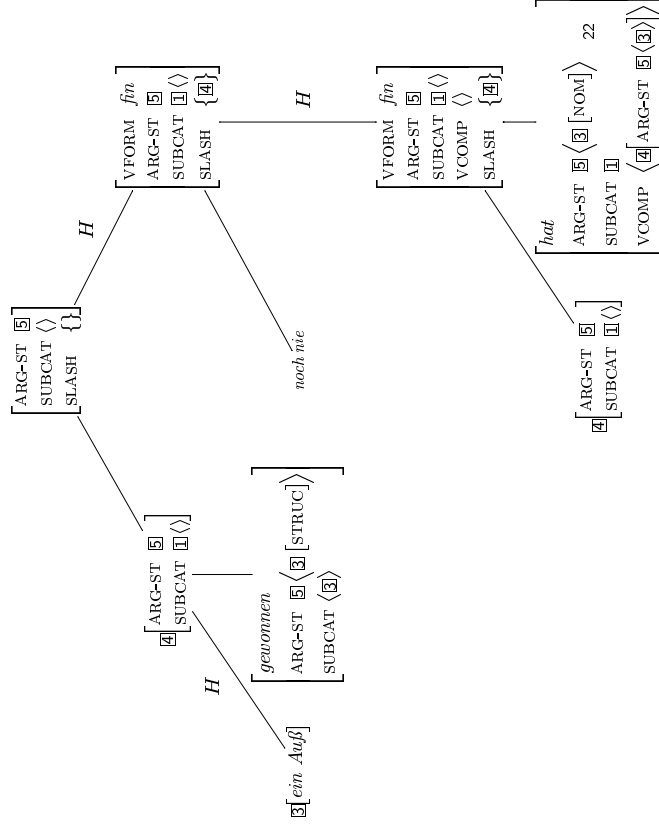 ARG-ST 5
SUBCAT ⟨⟩
SLASH {}
H
4
ARG-ST 5
SUBCAT 1 ⟨⟩
VFORM fin
ARG-ST 5
SUBCAT 1 ⟨⟩
SLASH {4}
H
3 [ein Auß]
gewonnen
ARG-ST 5 ⟨3 [STRUC]⟩
SUBCAT ⟨3⟩
noch nie
H
VFORM fin
ARG-ST 5
SUBCAT 1 ⟨⟩
VCOMP ⟨⟩
SLASH {4}
4
ARG-ST 5
SUBCAT 1 ⟨⟩
hat
ARG-ST 5 ⟨3 [NOM]⟩
SUBCAT 1
VCOMP ⟨4 [ARG-ST 5 ⟨3⟩]⟩
22